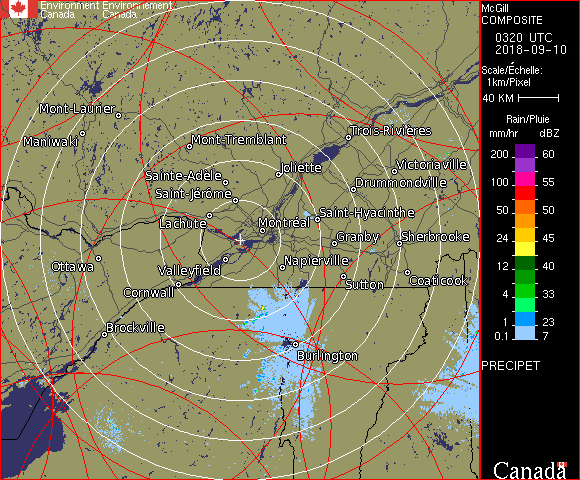 Environment Environnement
Canada Canada
McGill
COMPOSITE
0320 UTC
2018-09-10
Scale/Échelle:
1km/Pixel
40 KM
Rain/Pluie
mm/hr dBZ
200 60
150 55
100 55
50 50
24 45
12 40
4 33
1 23
0.1 7
PRECIPET
Canada
Mont-Laurier
Maniwaki
Mont-Tremblant
Trois-Rivières
Joliette
Victoriaville
Sainte-Adèle
Drummondville
Saint-Jérôme
Saint-Hyacinthe
Lachute
Montréal
Granby
Sherbrooke
Ottawa
Valleyfield
Napierville
Sutton
Coaticook
Cornwall
Brockville
Burlington